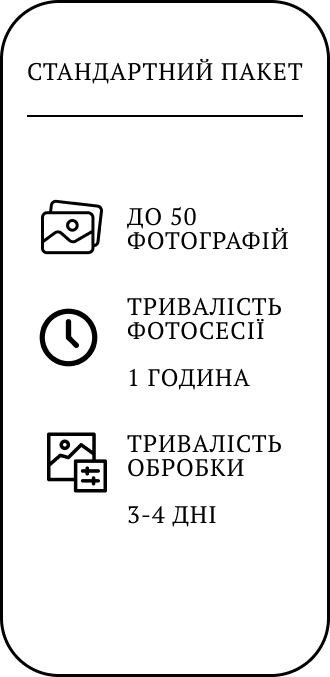 СТАНДАРТНИЙ ПАКЕТ
ДО 50
ФОТОГРАФІЙ
ТРИВАЛІСТЬ
ФОТОСЕСІЇ
1 ГОДИНА
ТРИВАЛІСТЬ
ОБРОБКИ
3-4 ДНІ